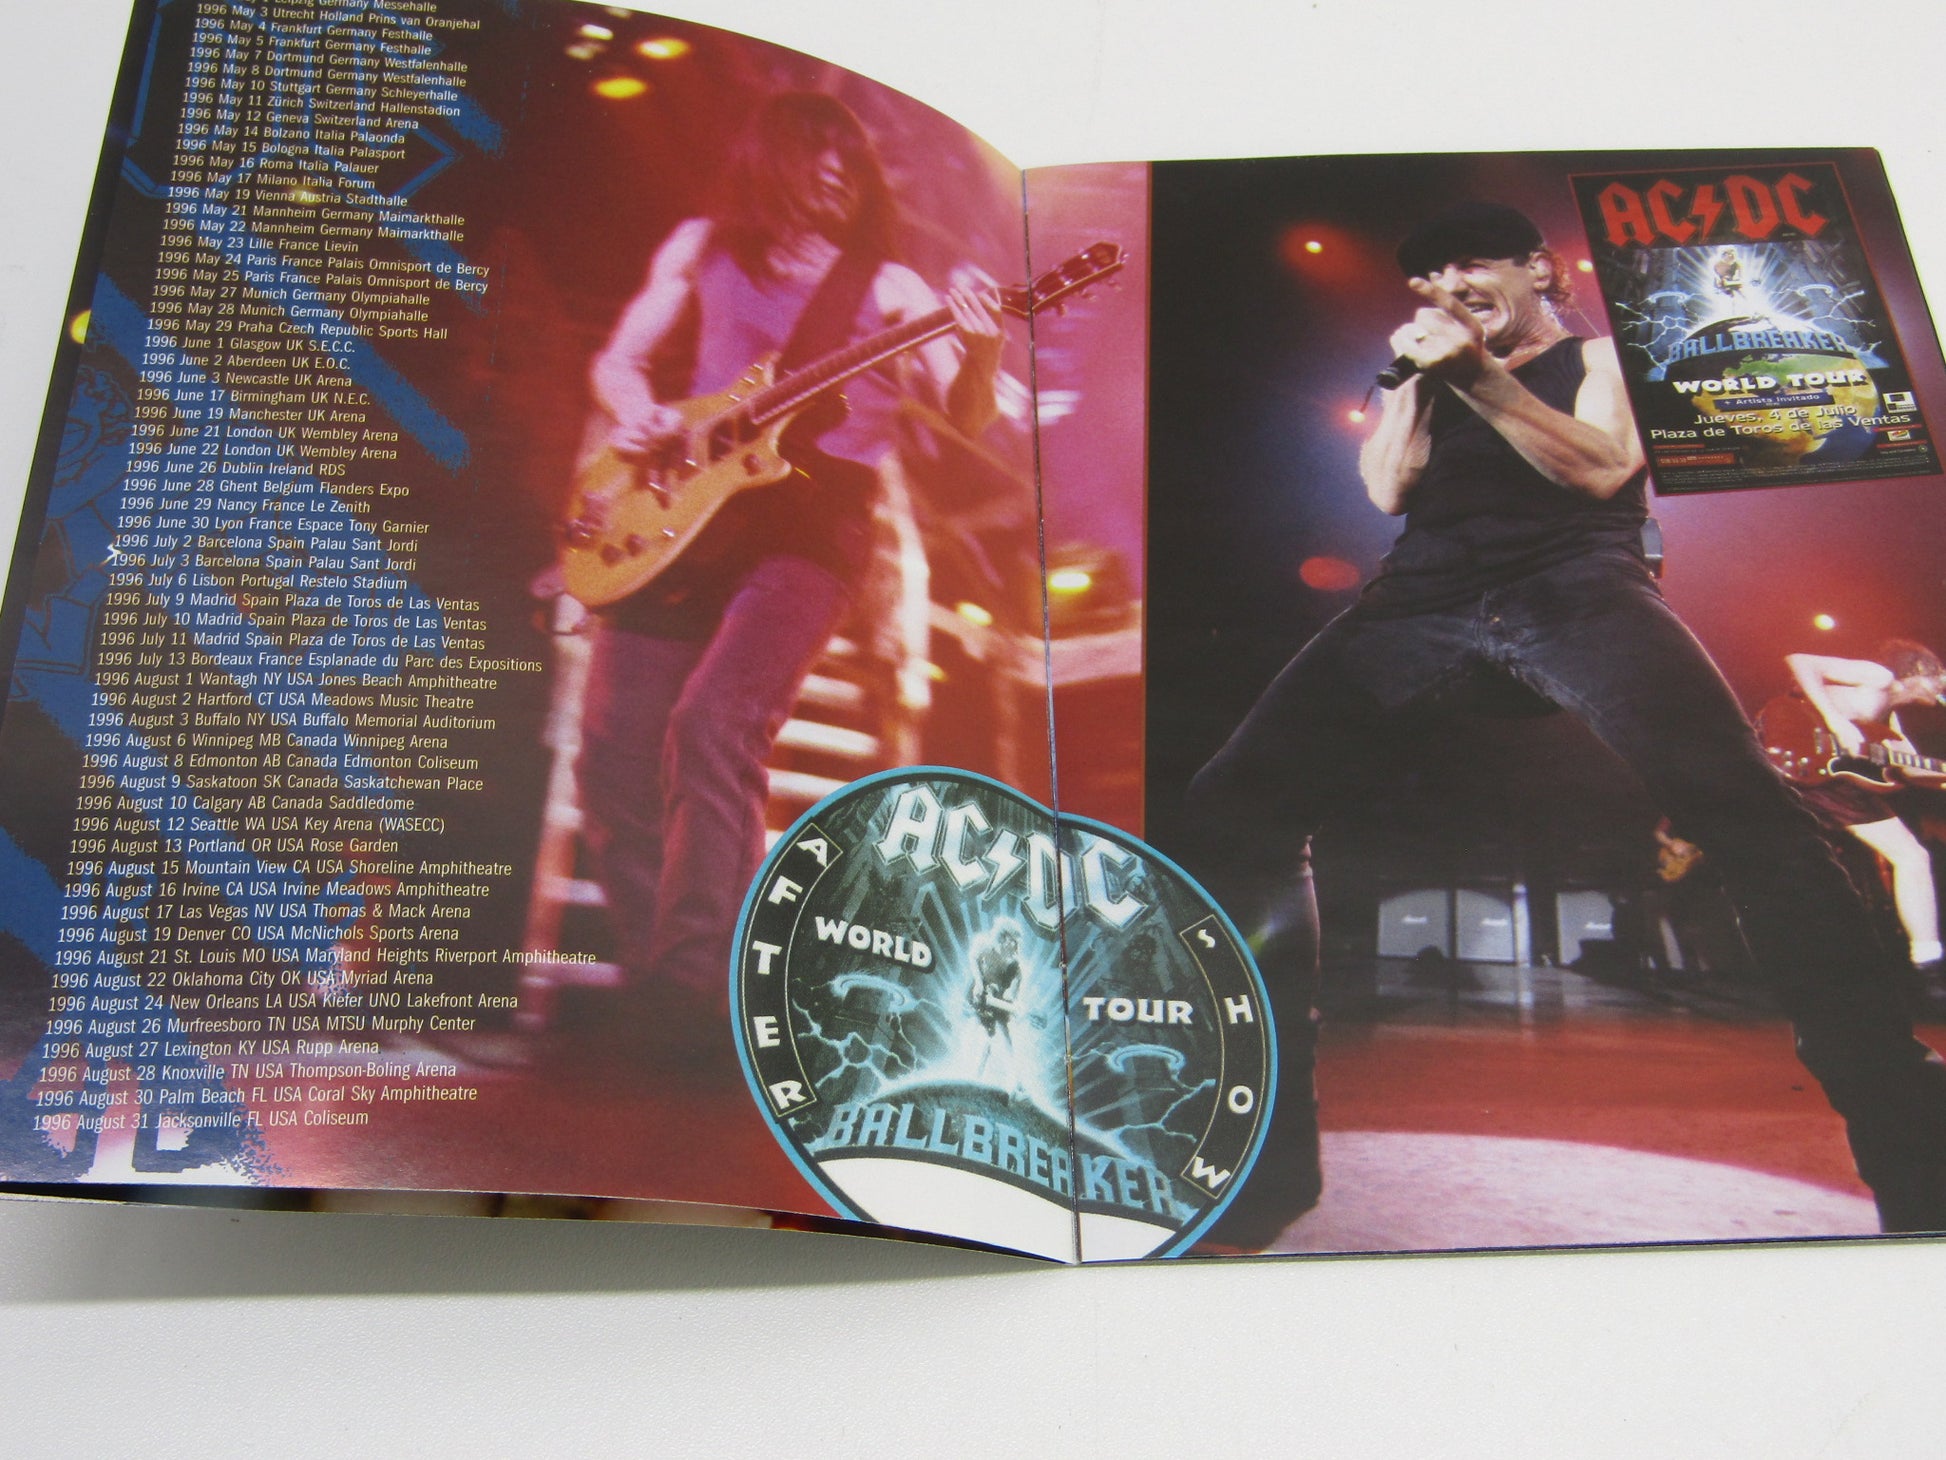 Leipzig Germany Messehalle
1996 May 3 Utrecht Holland Prins van Oranjehal
1996 May 4 Frankfurt Germany Festhalle
1996 May 5 Frankfurt Germany Festhalle
1996 May 7 Dortmund Germany Westfalenhalle
1996 May 8 Dortmund Germany Westfalenhalle
1996 May 10 Stuttgart Germany Schleyerhalle
1996 May 11 Zürich Switzerland Hallenstadion
1996 May 12 Geneva Switzerland Arena
1996 May 14 Bolzano Italia Palaonda
1996 May 15 Bologna Italia Palasport
1996 May 16 Roma Italia Palauer
1996 May 17 Milano Italia Forum
1996 May 19 Vienna Austria Stadthalle
1996 May 21 Mannheim Germany Maimarkthalle
1996 May 22 Mannheim Germany Maimarkthalle
1996 May 23 Lille France Lievin
1996 May 24 Paris France Palais Omnisport de Bercy
1996 May 25 Paris France Palais Omnisport de Bercy
1996 May 27 Munich Germany Olympiahalle
1996 May 28 Munich Germany Olympiahalle
1996 May 29 Praha Czech Republic Sports Hall
1996 June 1 Glasgow UK S.E.C.C.
1996 June 2 Aberdeen UK E.O.C.
1996 June 3 Newcastle UK Arena
1996 June 17 Birmingham UK N.E.C.
1996 June 19 Manchester UK Arena
1996 June 21 London UK Wembley Arena
1996 June 22 London UK Wembley Arena
1996 June 26 Dublin Ireland RDS
1996 June 28 Ghent Belgium Flanders Expo
1996 June 29 Nancy France Le Zenith
1996 June 30 Lyon France Espace Tony Garnier
1996 July 2 Barcelona Spain Palau Sant Jordi
1996 July 3 Barcelona Spain Palau Sant Jordi
1996 July 6 Lisbon Portugal Restelo Stadium
1996 July 9 Madrid Spain Plaza de Toros de Las Ventas
1996 July 10 Madrid Spain Plaza de Toros de Las Ventas
1996 July 11 Madrid Spain Plaza de Toros de Las Ventas
1996 July 13 Bordeaux France Esplanade du Parc des Expositions
1996 August 1 Wantagh NY USA Jones Beach Amphitheatre
1996 August 2 Hartford CT USA Meadows Music Theatre
1996 August 3 Buffalo NY USA Buffalo Memorial Auditorium
1996 August 6 Winnipeg MB Canada Winnipeg Arena
1996 August 8 Edmonton AB Canada Edmonton Coliseum
1996 August 9 Saskatoon SK Canada Saskatchewan Place
1996 August 10 Calgary AB Canada Saddledome
1996 August 12 Seattle WA USA Key Arena (WASECC)
1996 August 13 Portland OR USA Rose Garden
1996 August 15 Mountain View CA USA Shoreline Amphitheatre
1996 August 16 Irvine CA USA Irvine Meadows Amphitheatre
1996 August 17 Las Vegas NV USA Thomas & Mack Arena
1996 August 19 Denver CO USA McNichols Sports Arena
1996 August 21 St. Louis MO USA Maryland Heights Riverport Amphitheatre
1996 August 22 Oklahoma City OK USA Myriad Arena
1996 August 24 New Orleans LA USA Kiefer UNO Lakefront Arena
1996 August 26 Murfreesboro TN USA MTSU Murphy Center
1996 August 27 Lexington KY USA Rupp Arena
1996 August 28 Knoxville TN USA Thompson-Boling Arena
1996 August 30 Palm Beach FL USA Coral Sky Amphitheatre
1996 August 31 Jacksonville FL USA Coliseum
AC DC
AFTER
WORLD
TOUR
SHOW
BALLBREAKER
AC DC
BALLBREAKER
WORLD TOUR
+ Artista Invitado
Jueves, 4 de Julio
Plaza de Toros de las Ventas